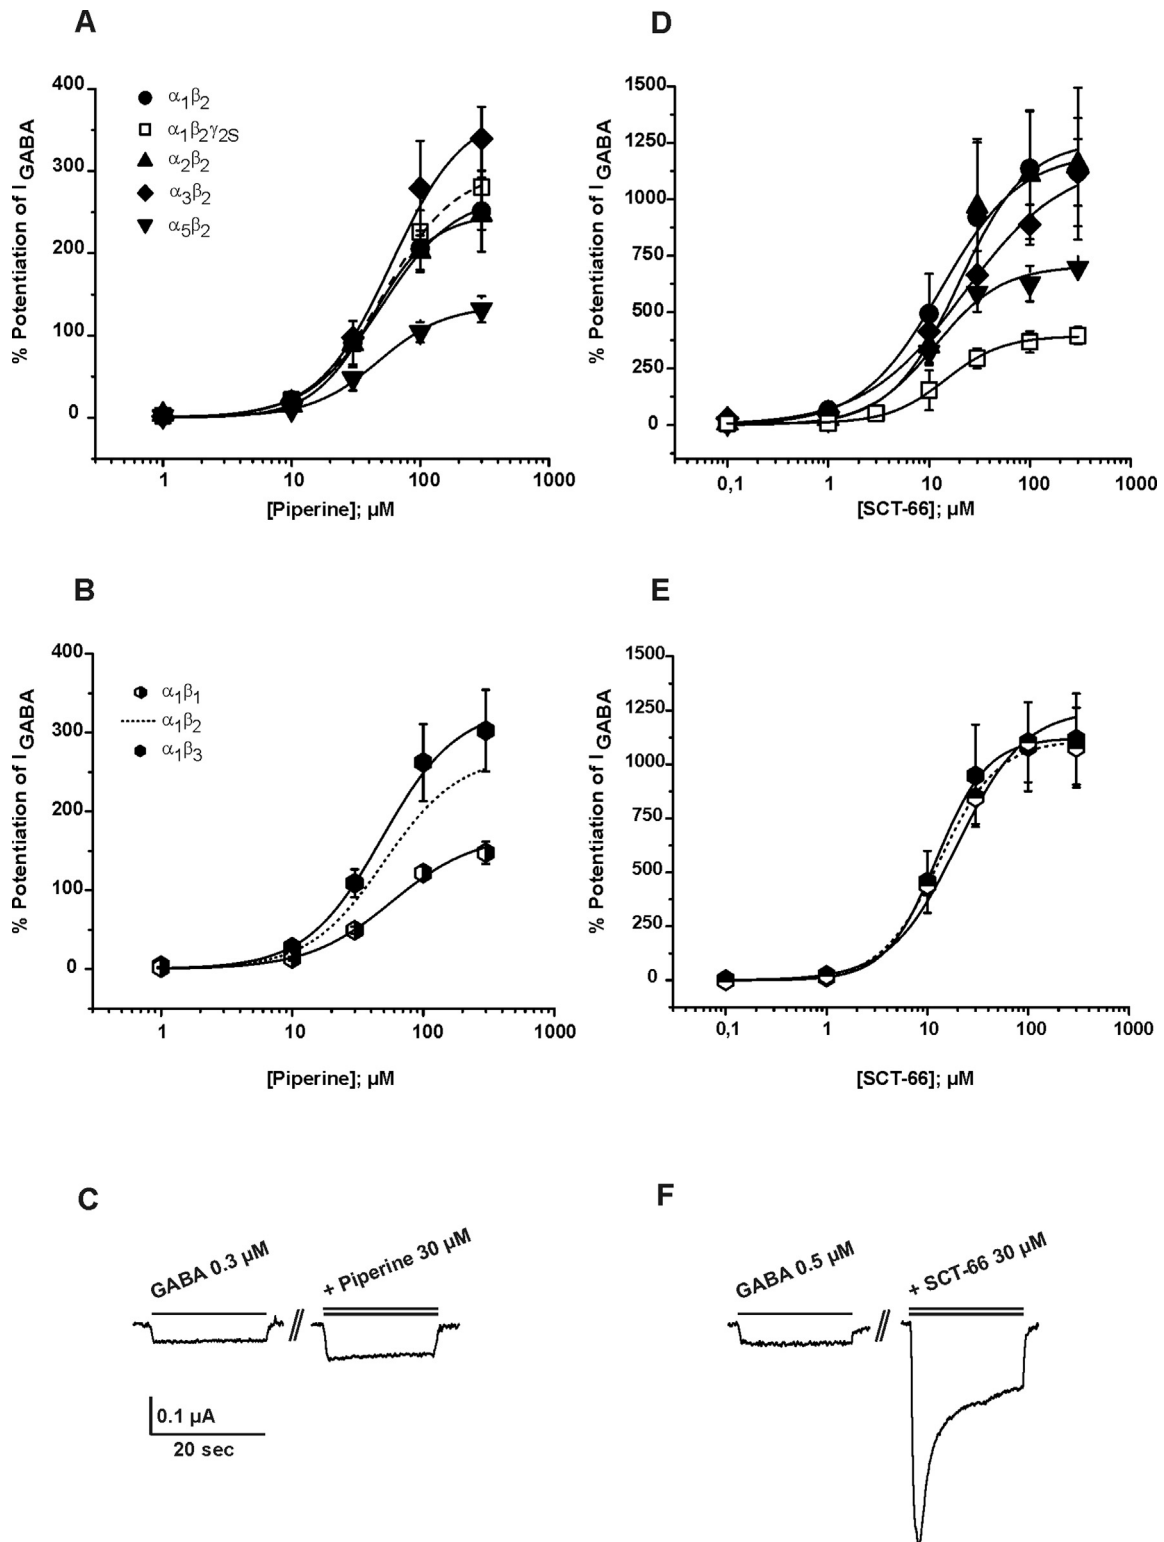 A
% Potentiation of I GABA
400
300
200
100
0
α1β2
α1β2γ2S
α2β2
α3β2
α5β2
1
10
100
1000
[Piperine]; µM
D
% Potentiation of I GABA
1500
1250
1000
750
500
250
0
0,1
1
10
100
1000
[SCT-66]; µM
B
% Potentiation of I GABA
400
300
200
100
0
α1β1
α1β2
α1β3
1
10
100
1000
[Piperine]; µM
E
% Potentiation of I GABA
1500
1250
1000
750
500
250
0
0,1
1
10
100
1000
[SCT-66]; µM
C
GABA 0.3 µM
+ Piperine 30 µM
0.1 µA
20 sec
F
GABA 0.5 µM
+ SCT-66 30 µM